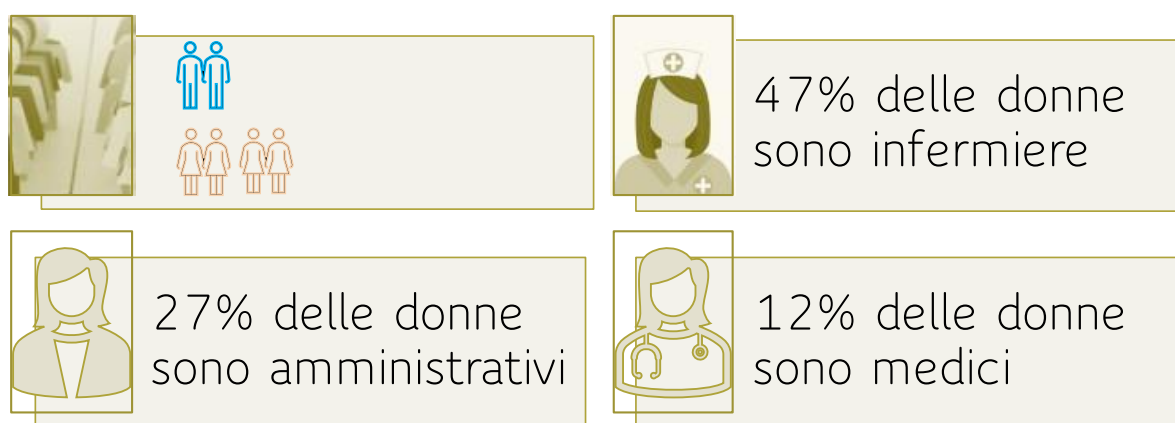 47% delle donne
sono infermiere
27% delle donne
sono amministrativi
12% delle donne
sono medici